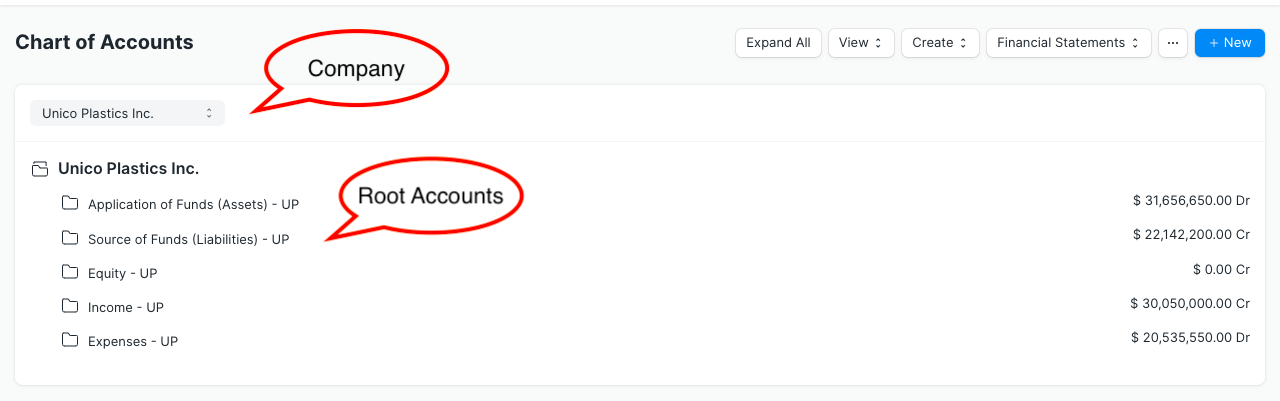 Chart of Accounts
Expand All
View
Create
Financial Statements
...
+ New
Company
Unico Plastics Inc.
Unico Plastics Inc.
Root Accounts
Application of Funds (Assets) - UP $ 31,656,650.00 Dr
Source of Funds (Liabilities) - UP $ 22,142,200.00 Cr
Equity - UP $ 0.00 Cr
Income - UP $ 30,050,000.00 Cr
Expenses - UP $ 20,535,550.00 Dr